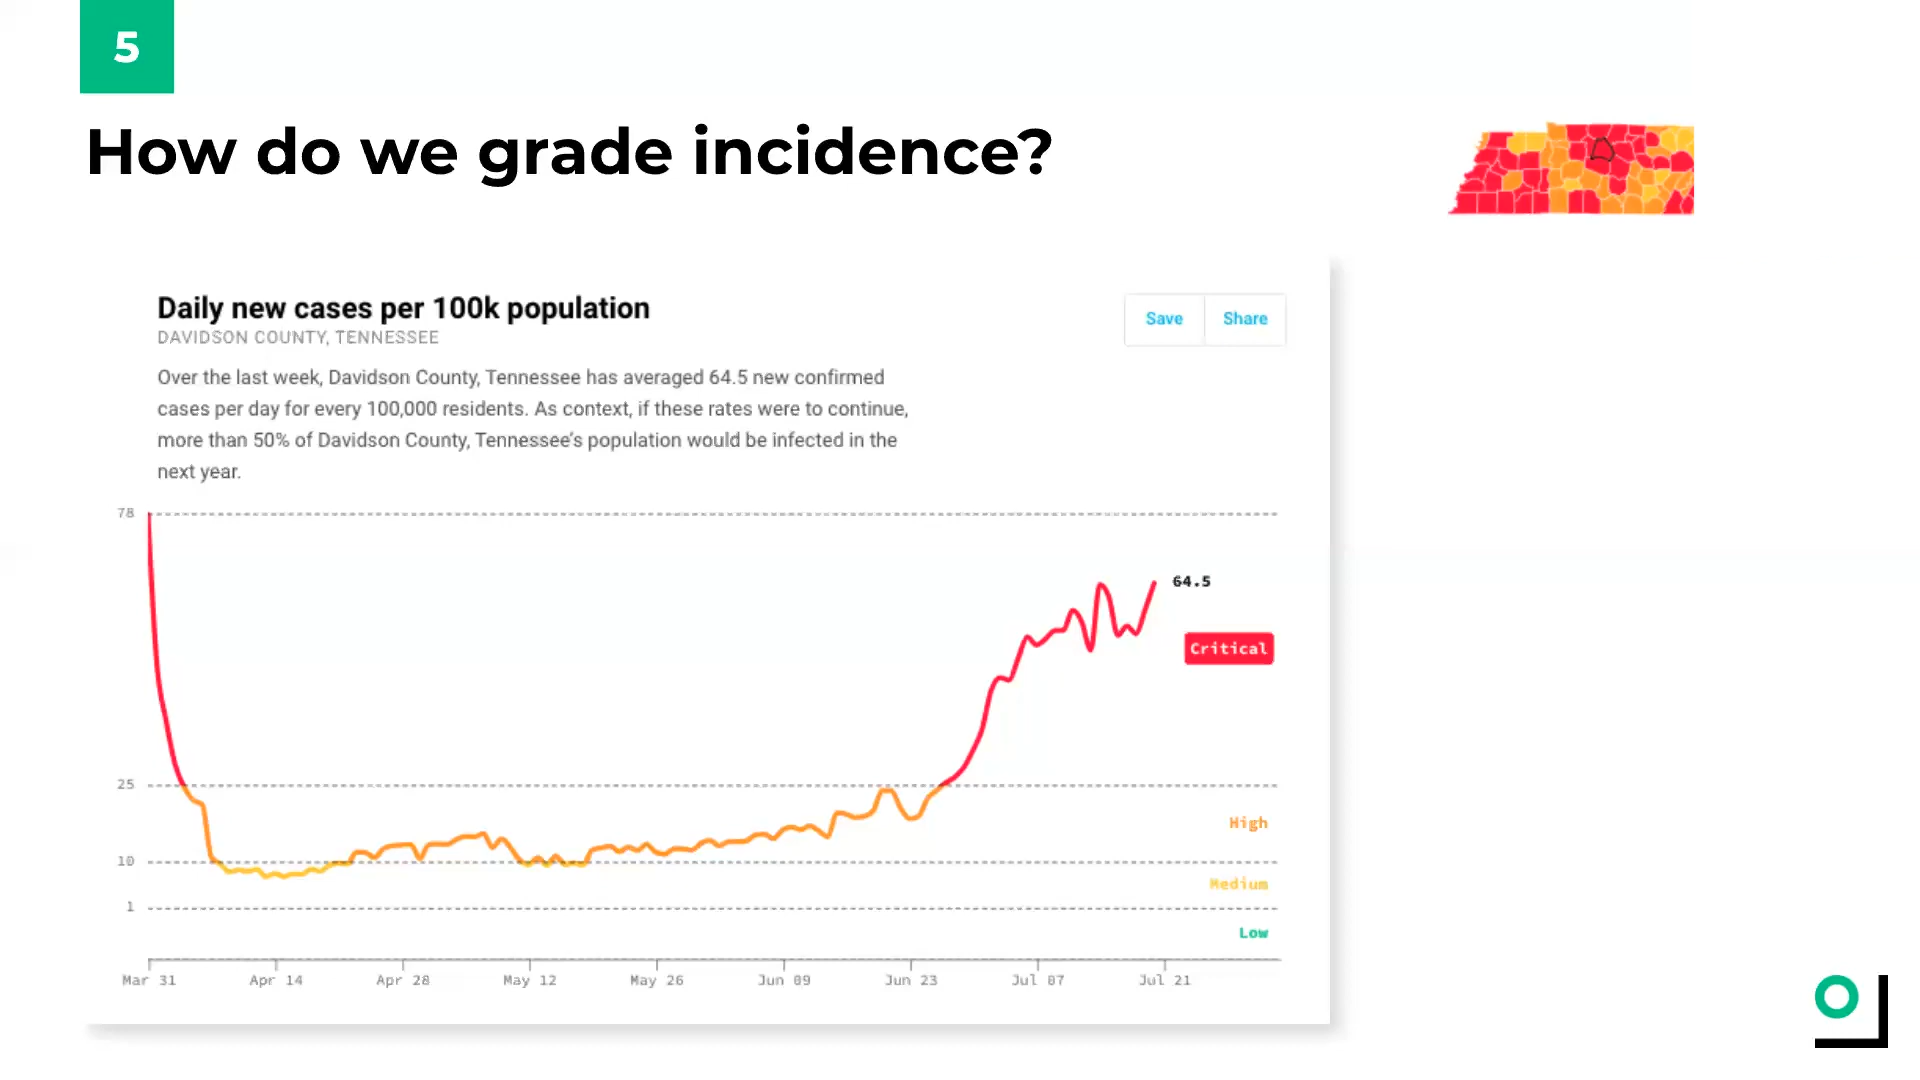 5
How do we grade incidence?
Daily new cases per 100k population
DAVIDSON COUNTY, TENNESSEE
Save
Share
Over the last week, Davidson County, Tennessee has averaged 64.5 new confirmed
cases per day for every 100,000 residents. As context, if these rates were to continue,
more than 50% of Davidson County, Tennessee's population would be infected in the
next year.
78
64.5
Critical
25
High
10
Medium
1
Low
Mar 31
Apr 14
Apr 28
May 12
May 26
Jun 09
Jun 23
Jul 07
Jul 21